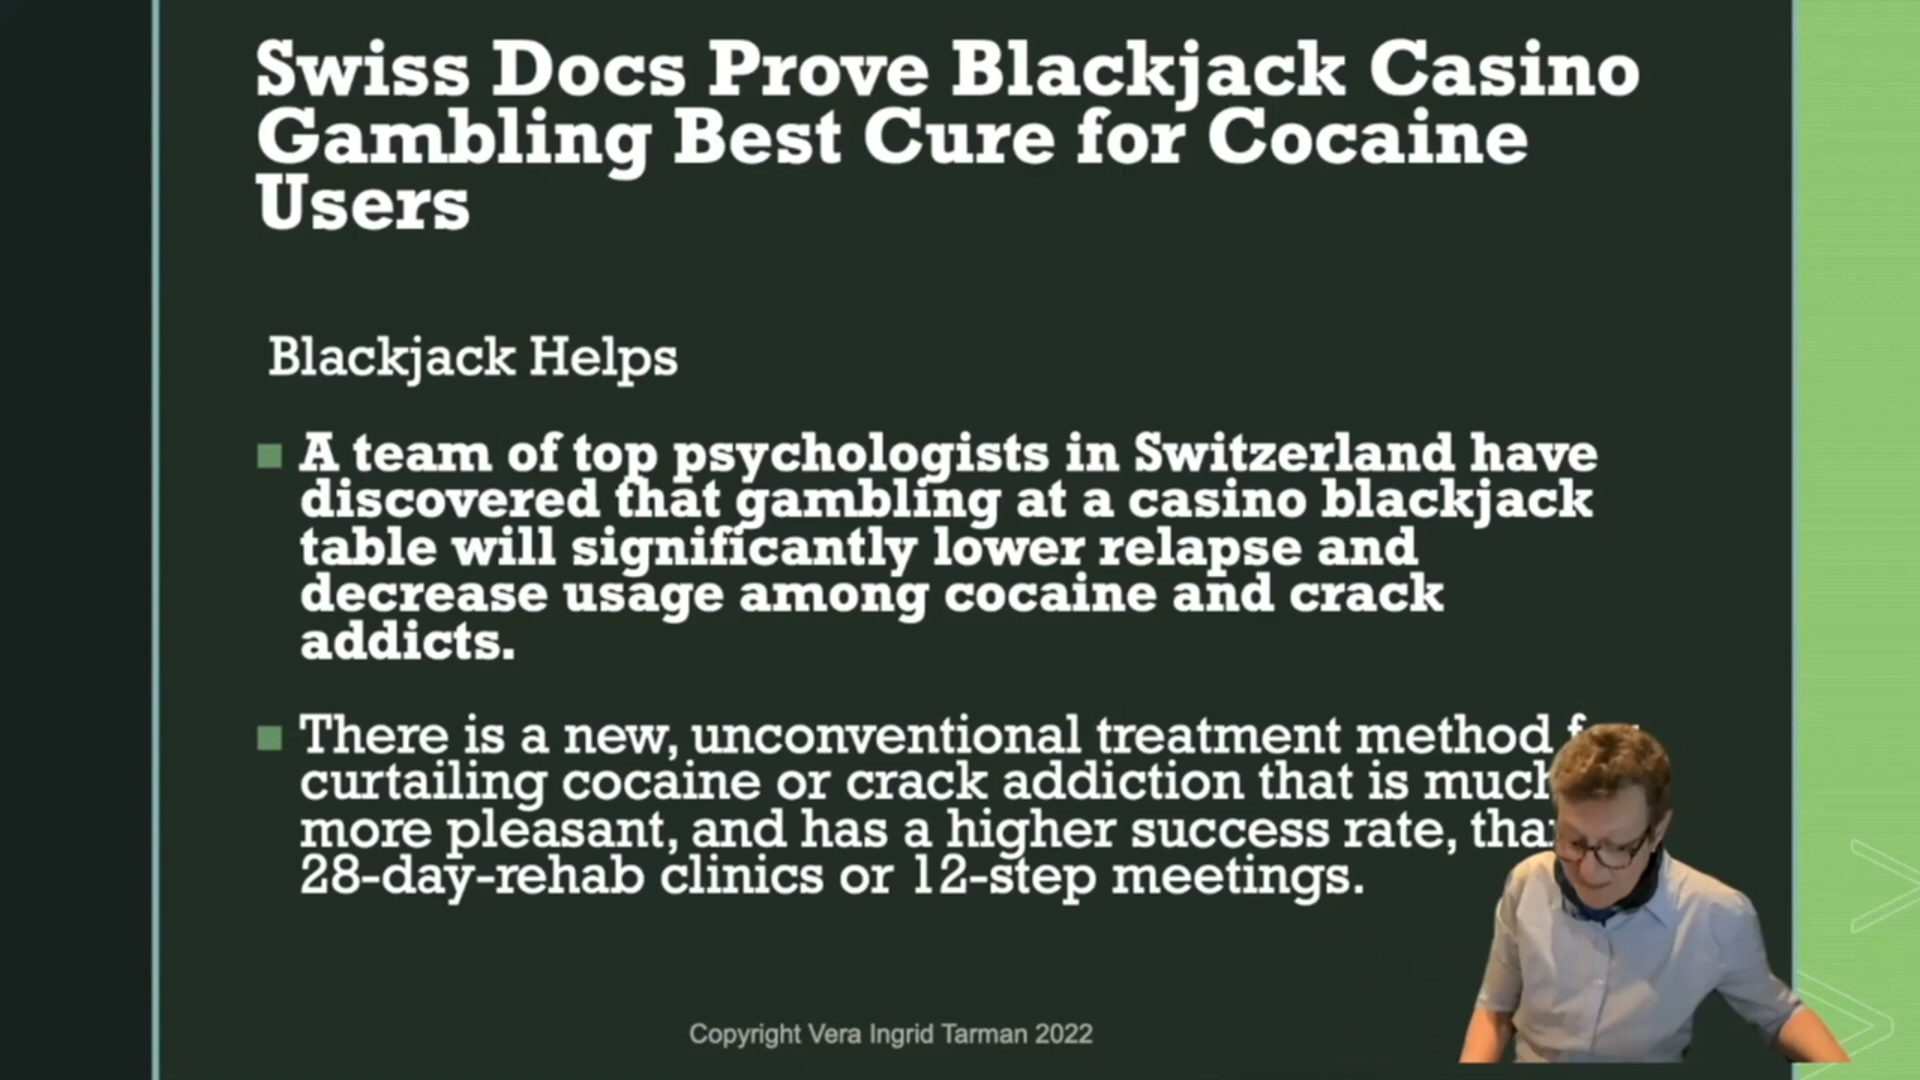 Swiss Docs Prove Blackjack Casino
Gambling Best Cure for Cocaine
Users
Blackjack Helps
A team of top psychologists in Switzerland have
discovered that gambling at a casino blackjack
table will significantly lower relapse and
decrease usage among cocaine and crack
addicts.
There is a new, unconventional treatment method
curtailing cocaine or crack addiction that is much
more pleasant, and has a higher success rate,
28-day-rehab clinics or 12-step meetings.
Copyright Vera Ingrid Tarman 2022